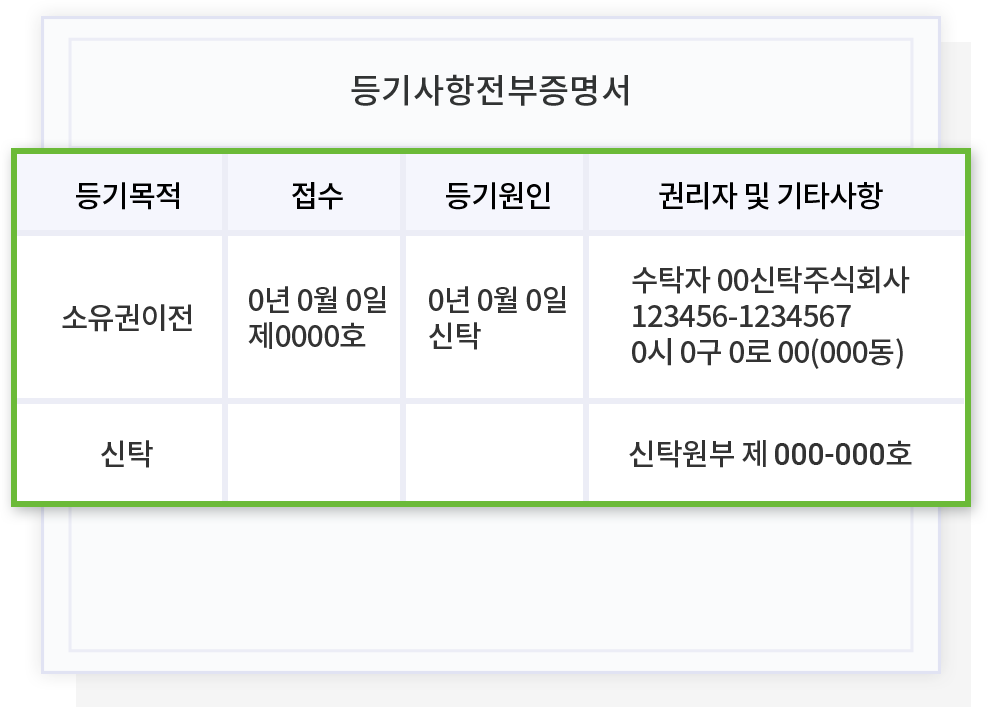 등기사항전부증명서
등기목적 접수 등기원인 권리자 및 기타사항
소유권이전
0년 0월 0일
제0000호
0년 0월 0일
신탁
수탁자 00신탁주식회사
123456-1234567
0시 0구 0로 00(000동)
신탁
신탁원부 제 000-000호